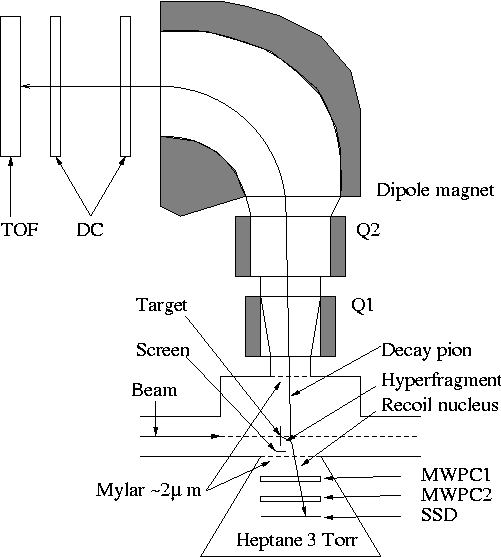 Dipole magnet
TOF
DC
Q2
Target
Q1
Screen
Decay pion
Hyperfragment
Beam
Recoil nucleus
Mylar ~2μ m
MWPC1
MWPC2
SSD
Heptane 3 Torr